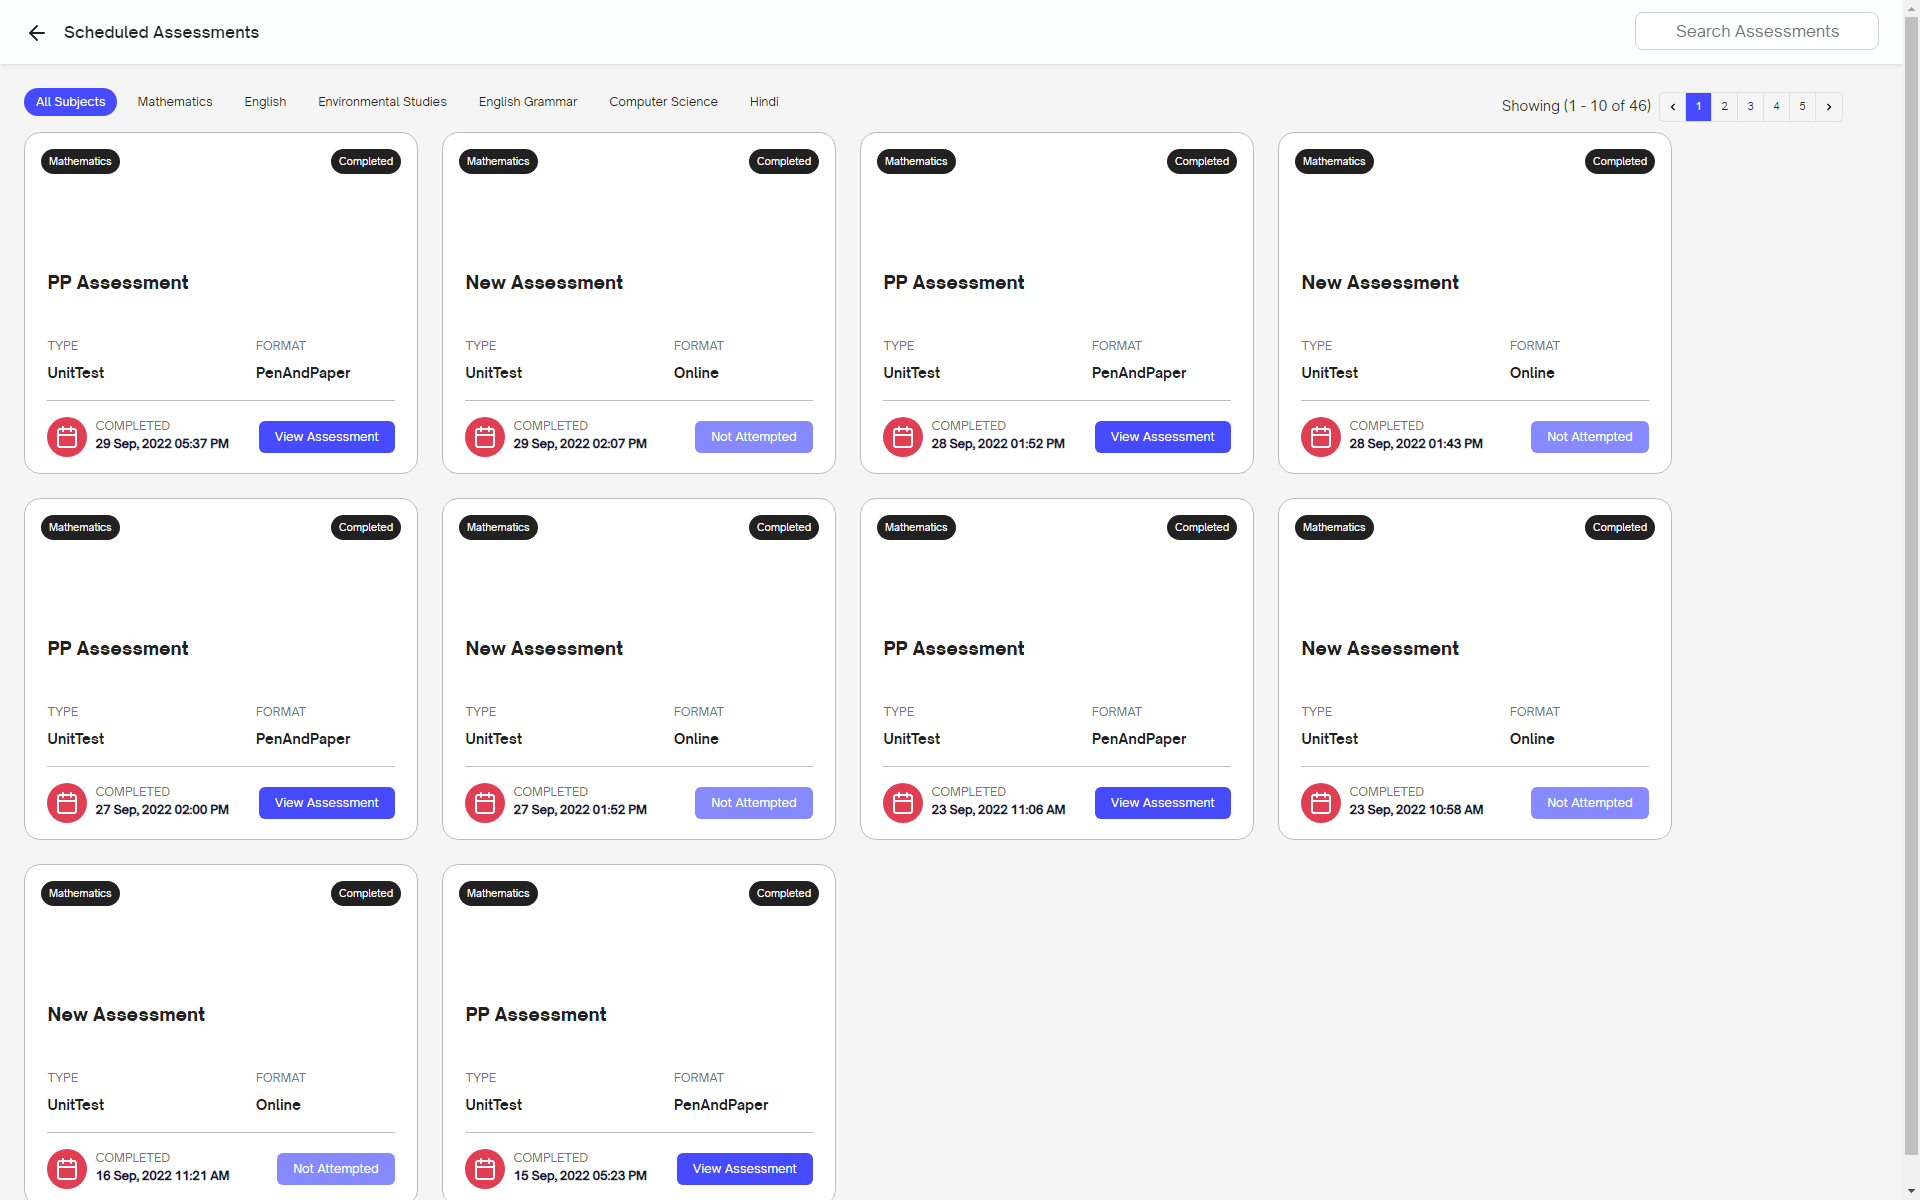 Scheduled Assessments
Search Assessments
All Subjects Mathematics English Environmental Studies English Grammar Computer Science Hindi
Showing (1 - 10 of 46) ‹ 1 2 3 4 5 ›
Mathematics Completed Mathematics Completed Mathematics Completed Mathematics Completed
PP Assessment New Assessment PP Assessment New Assessment
TYPE FORMAT TYPE FORMAT TYPE FORMAT TYPE FORMAT
UnitTest PenAndPaper UnitTest Online UnitTest PenAndPaper UnitTest Online
COMPLETED COMPLETED COMPLETED COMPLETED
29 Sep, 2022 05:37 PM View Assessment 29 Sep, 2022 02:07 PM Not Attempted 28 Sep, 2022 01:52 PM View Assessment 28 Sep, 2022 01:43 PM Not Attempted
Mathematics Completed Mathematics Completed Mathematics Completed Mathematics Completed
PP Assessment New Assessment PP Assessment New Assessment
TYPE FORMAT TYPE FORMAT TYPE FORMAT TYPE FORMAT
UnitTest PenAndPaper UnitTest Online UnitTest PenAndPaper UnitTest Online
COMPLETED COMPLETED COMPLETED COMPLETED
27 Sep, 2022 02:00 PM View Assessment 27 Sep, 2022 01:52 PM Not Attempted 23 Sep, 2022 11:06 AM View Assessment 23 Sep, 2022 10:58 AM Not Attempted
Mathematics Completed Mathematics Completed
New Assessment PP Assessment
TYPE FORMAT TYPE FORMAT
UnitTest Online UnitTest PenAndPaper
COMPLETED COMPLETED
16 Sep, 2022 11:21 AM Not Attempted 15 Sep, 2022 05:23 PM View Assessment